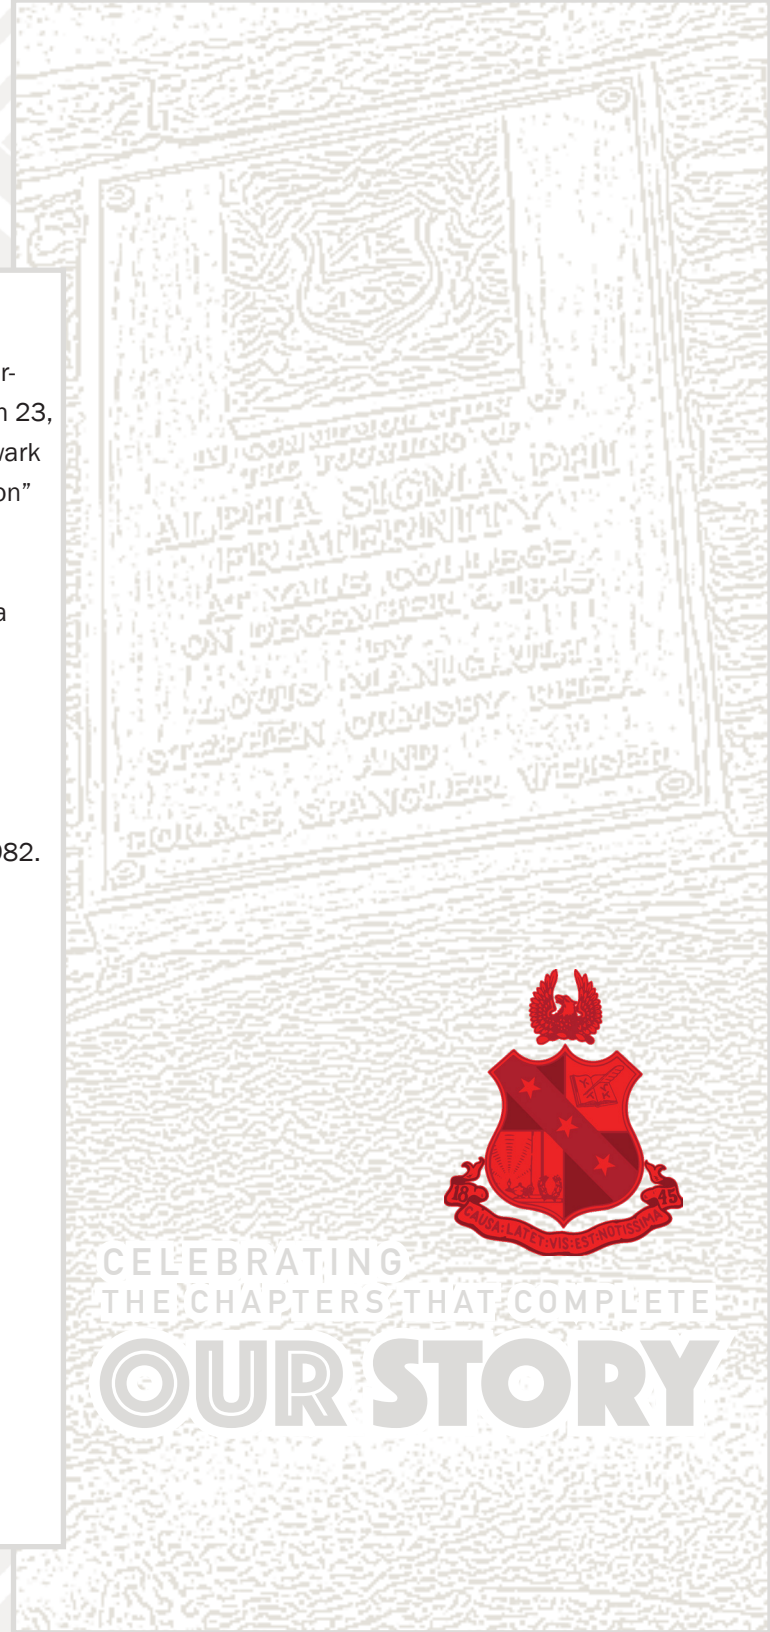 r-
23,
wark
on”
a
982.
IN COMMEMORATION OF
THE FOUNDING OF
ALPHA SIGMA PHI
FRATERNITY
AT YALE COLLEGE
ON DECEMBER 6, 1845
BY
LOUIS MANIGAULT
STEPHEN ORMSBY RHEA
AND
HORACE SPANGLER WEISER
18 45
CAUSA:LATET:VIS:EST:NOTISSIMA
CELEBRATING
THE CHAPTERS THAT COMPLETE
OUR STORY